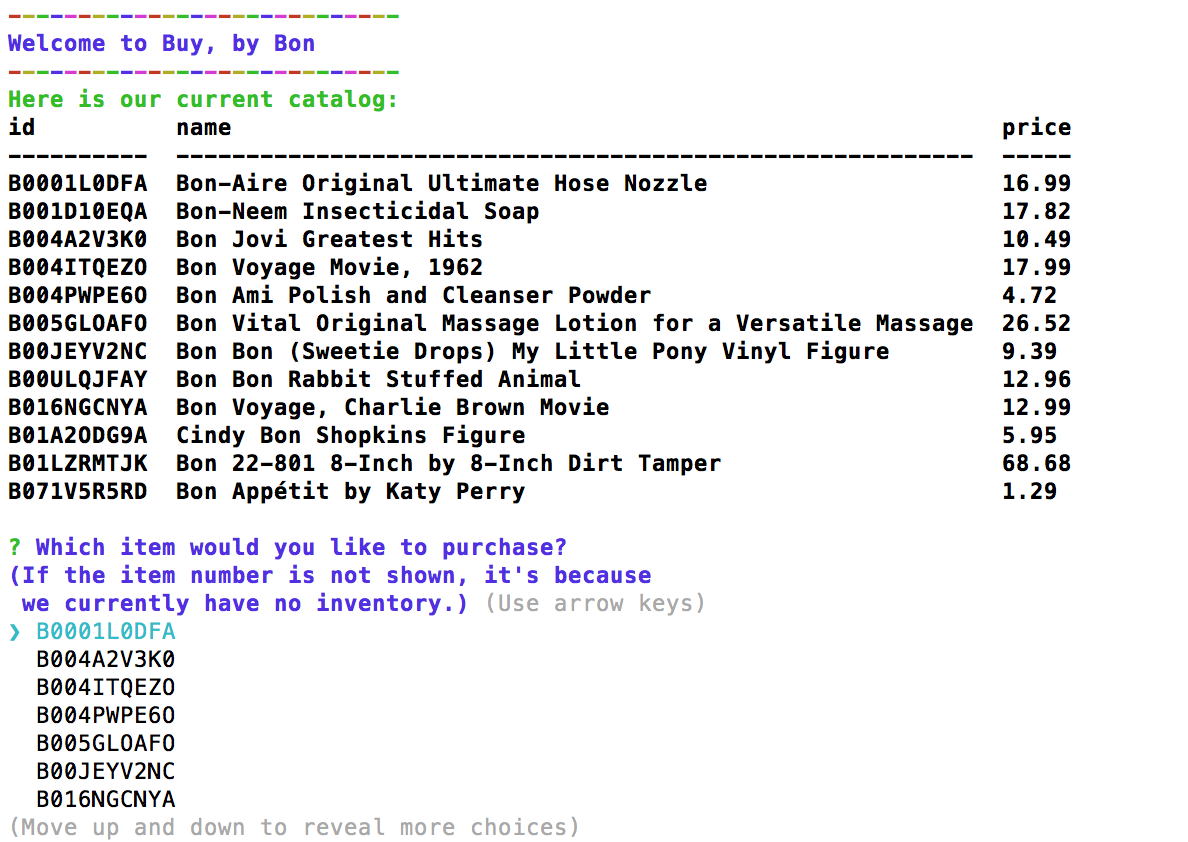 Welcome to Buy, by Bon
Here is our current catalog:
id name price
B0001L0DFA Bon-Aire Original Ultimate Hose Nozzle 16.99
B001D10EQA Bon-Neem Insecticidal Soap 17.82
B004A2V3K0 Bon Jovi Greatest Hits 10.49
B004ITQEZO Bon Voyage Movie, 1962 17.99
B004PWPE6O Bon Ami Polish and Cleanser Powder 4.72
B005GLOAFO Bon Vital Original Massage Lotion for a Versatile Massage 26.52
B00JEYV2NC Bon Bon (Sweetie Drops) My Little Pony Vinyl Figure 9.39
B00ULQJFAY Bon Bon Rabbit Stuffed Animal 12.96
B016NGCNYA Bon Voyage, Charlie Brown Movie 12.99
B01A2ODG9A Cindy Bon Shopkins Figure 5.95
B01LZRMTJK Bon 22-801 8-Inch by 8-Inch Dirt Tamper 68.68
B071V5R5RD Bon Appétit by Katy Perry 1.29
? Which item would you like to purchase?
(If the item number is not shown, it's because
we currently have no inventory.) (Use arrow keys)
❯ B0001L0DFA
B004A2V3K0
B004ITQEZO
B004PWPE6O
B005GLOAFO
B00JEYV2NC
B016NGCNYA
(Move up and down to reveal more choices)